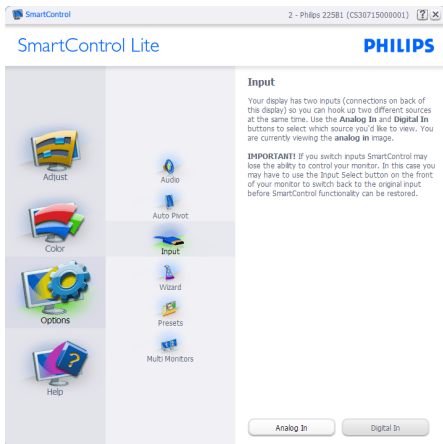 SmartControl
2 - Philips 225B1 (CS30715000001)
SmartControl Lite
PHILIPS
Adjust
Color
Options
Help
Audio
Auto Pivot
Input
Wizard
Presets
Multi Monitors
Input
Your display has two inputs (connections on back of
this display) so you can hook up two different sources
at the same time. Use the Analog In and Digital In
buttons to select which source you'd like to view. You
are currently viewing the analog in image.
IMPORTANT! If you switch inputs SmartControl may
lose the ability to control your monitor. In this case you
may have to use the Input Select button on the front
of your monitor to switch back to the original input
before SmartControl functionality can be restored.
Analog In
Digital In